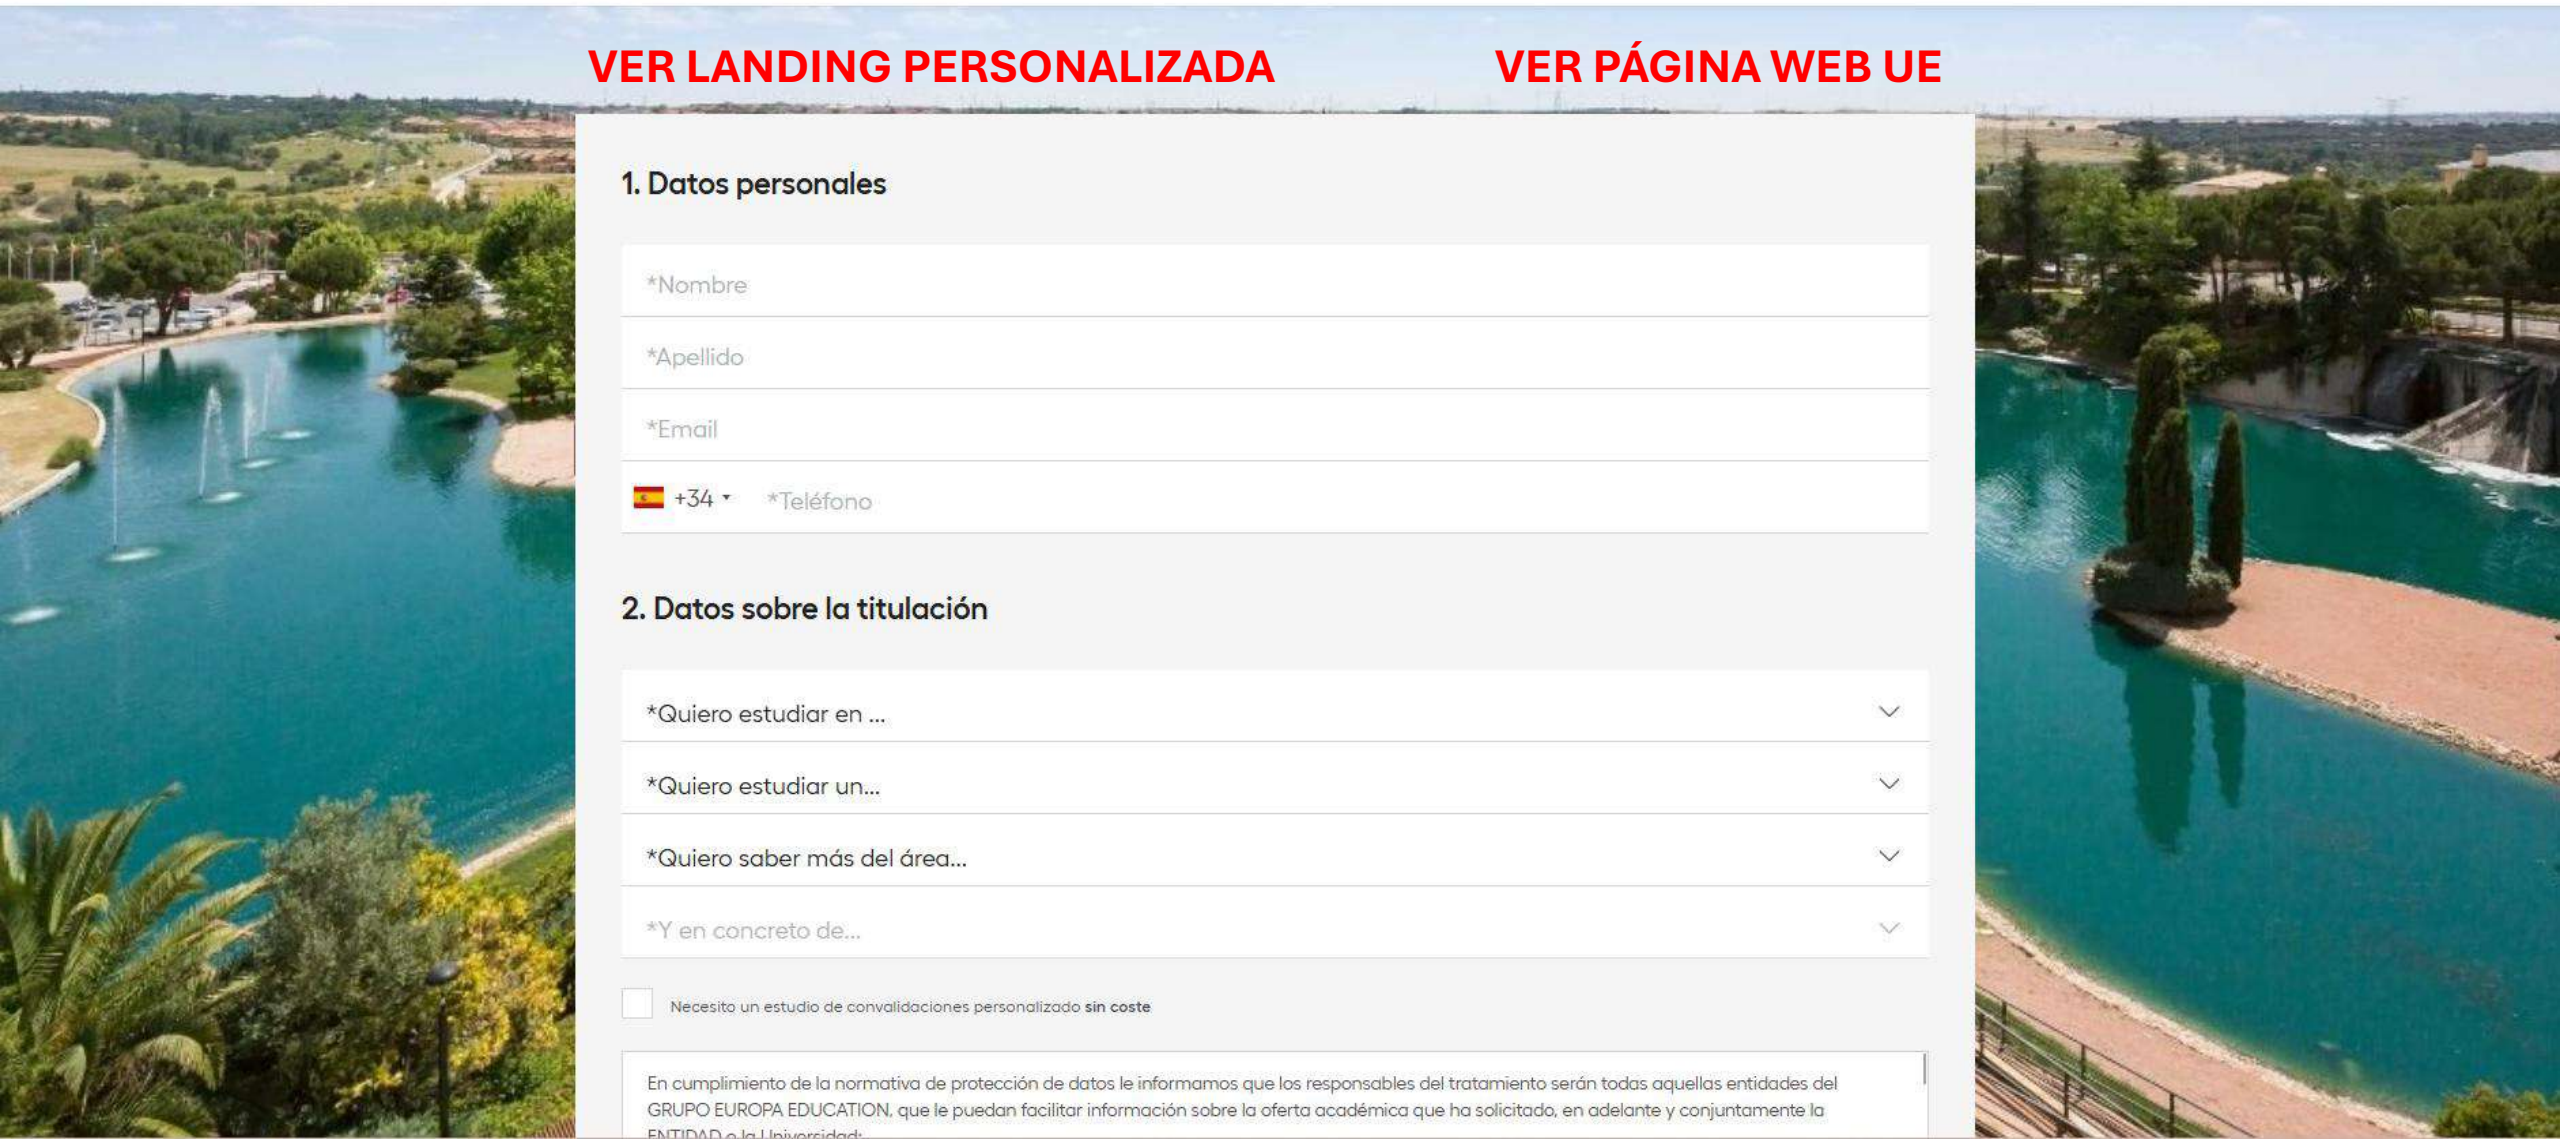 VER LANDING PERSONALIZADA VER PÁGINA WEB UE
1. Datos personales
*Nombre
*Apellido
*Email
+34 *Teléfono
2. Datos sobre la titulación
*Quiero estudiar en ...
*Quiero estudiar un...
*Quiero saber más del área...
*Y en concreto de...
Necesito un estudio de convalidaciones personalizado sin coste
En cumplimiento de la normativa de protección de datos le informamos que los responsables del tratamiento serán todas aquellas entidades del
GRUPO EUROPA EDUCATION, que le puedan facilitar información sobre la oferta académica que ha solicitado, en adelante y conjuntamente la
ENTIDAD o la Universidad: